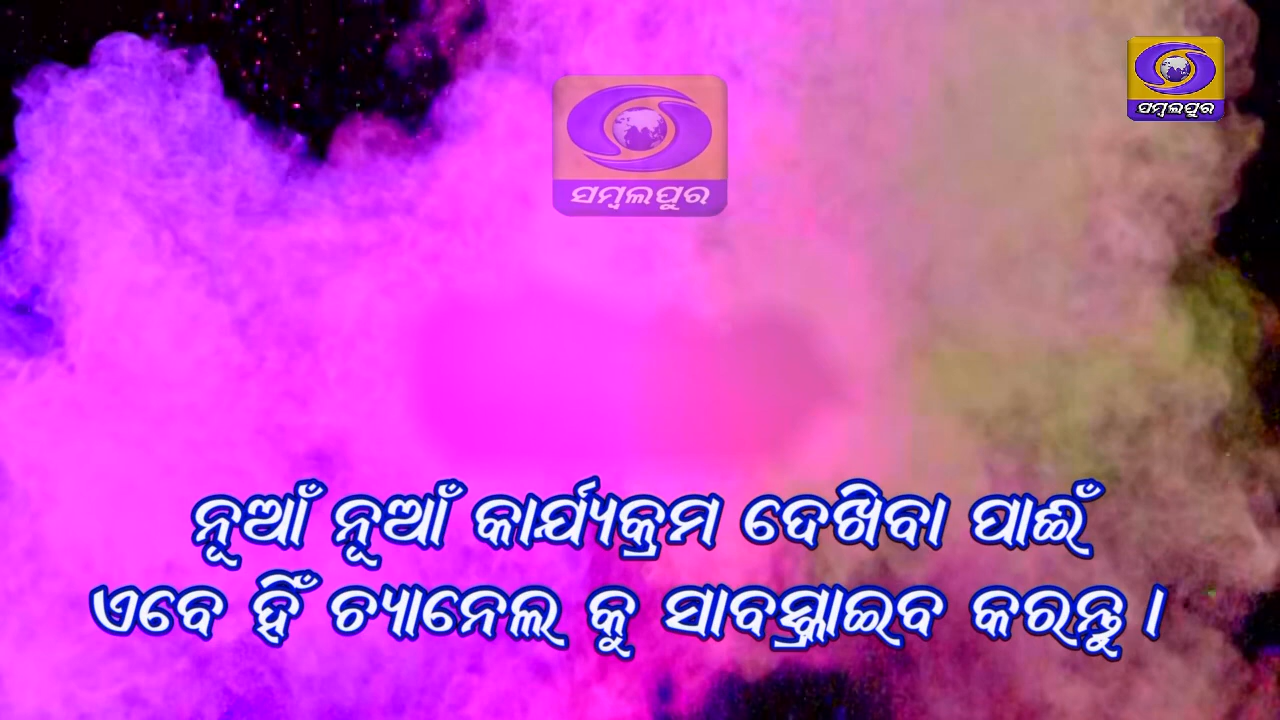 ସମ୍ବଲପୁର
ସମ୍ବଲପୁର
ନୂଆଁ ନୂଆଁ କାର୍ଯ୍ୟକ୍ରମ ଦେଖିବା ପାଈଁ
ଏବେ ହିଁ ଚ୍ୟାନେଲ କୁ ସାବସ୍କ୍ରାଇବ କରନ୍ତୁ ।